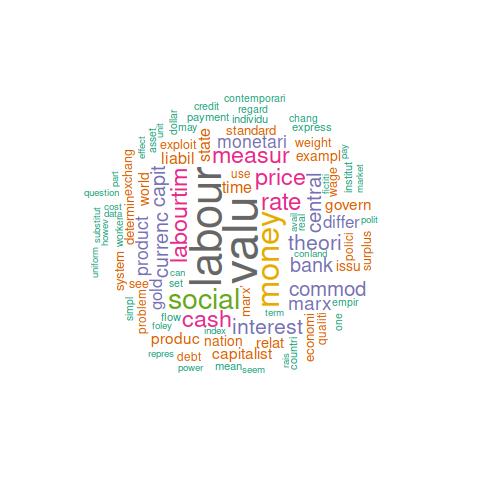 contemporari
credit
regard
dollar
payment
individu
chang
may
standard
express
unit
monetari
weight
effect
asset
exploit
state
measur
exampl
pay
liabil
exchang
labour
use
price
wage
fictiti
institut
market
part
time
question
world
capit
labourtim
valu
rate
central
govern
determin
cost
data
substitut
howev
worker
product
currenc
money
avail
real
differ
polit
theori
polici
surplus
conland
uniform
system
see
gold
can
set
bank
issu
commod
social
marx'
marx
empir
simpl
problem
flow
cash
term
interest
economi
qualiti
one
foley
index
produc
nation
relat
countri
repres
debt
capitalist
rais
power
mean
seem